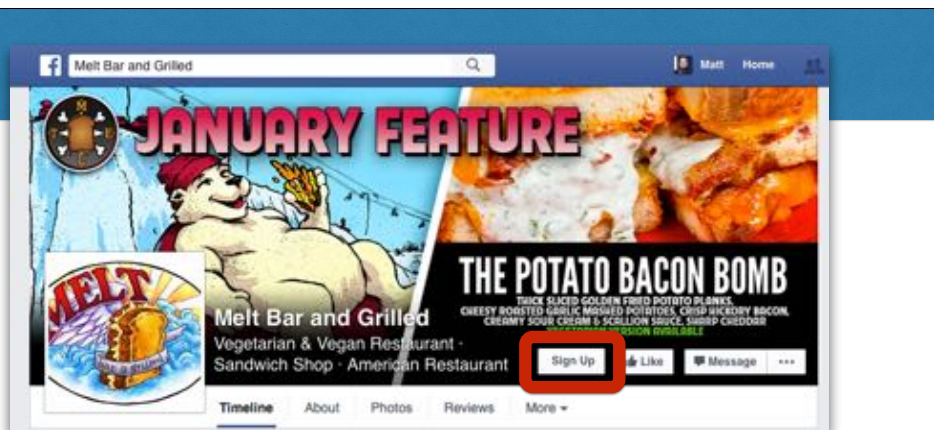 Melt Bar and Grilled
Matt Home
JANUARY FEATURE
THE POTATO BACON BOMB
THICK SLICED GOLDEN FRIED POTATO PLANKS,
CHEESY ROASTED GARLIC MASHED POTATOES, CRISP HICKORY BACON,
CREAMY SOUR CREAM & SCALLION SAUCE, SHARP CHEDDAR
VEGETARIAN VERSION AVAILABLE
MELT
Melt Bar and Grilled
Vegetarian & Vegan Restaurant ·
Sandwich Shop · American Restaurant
Sign Up Like Message
Timeline About Photos Reviews More